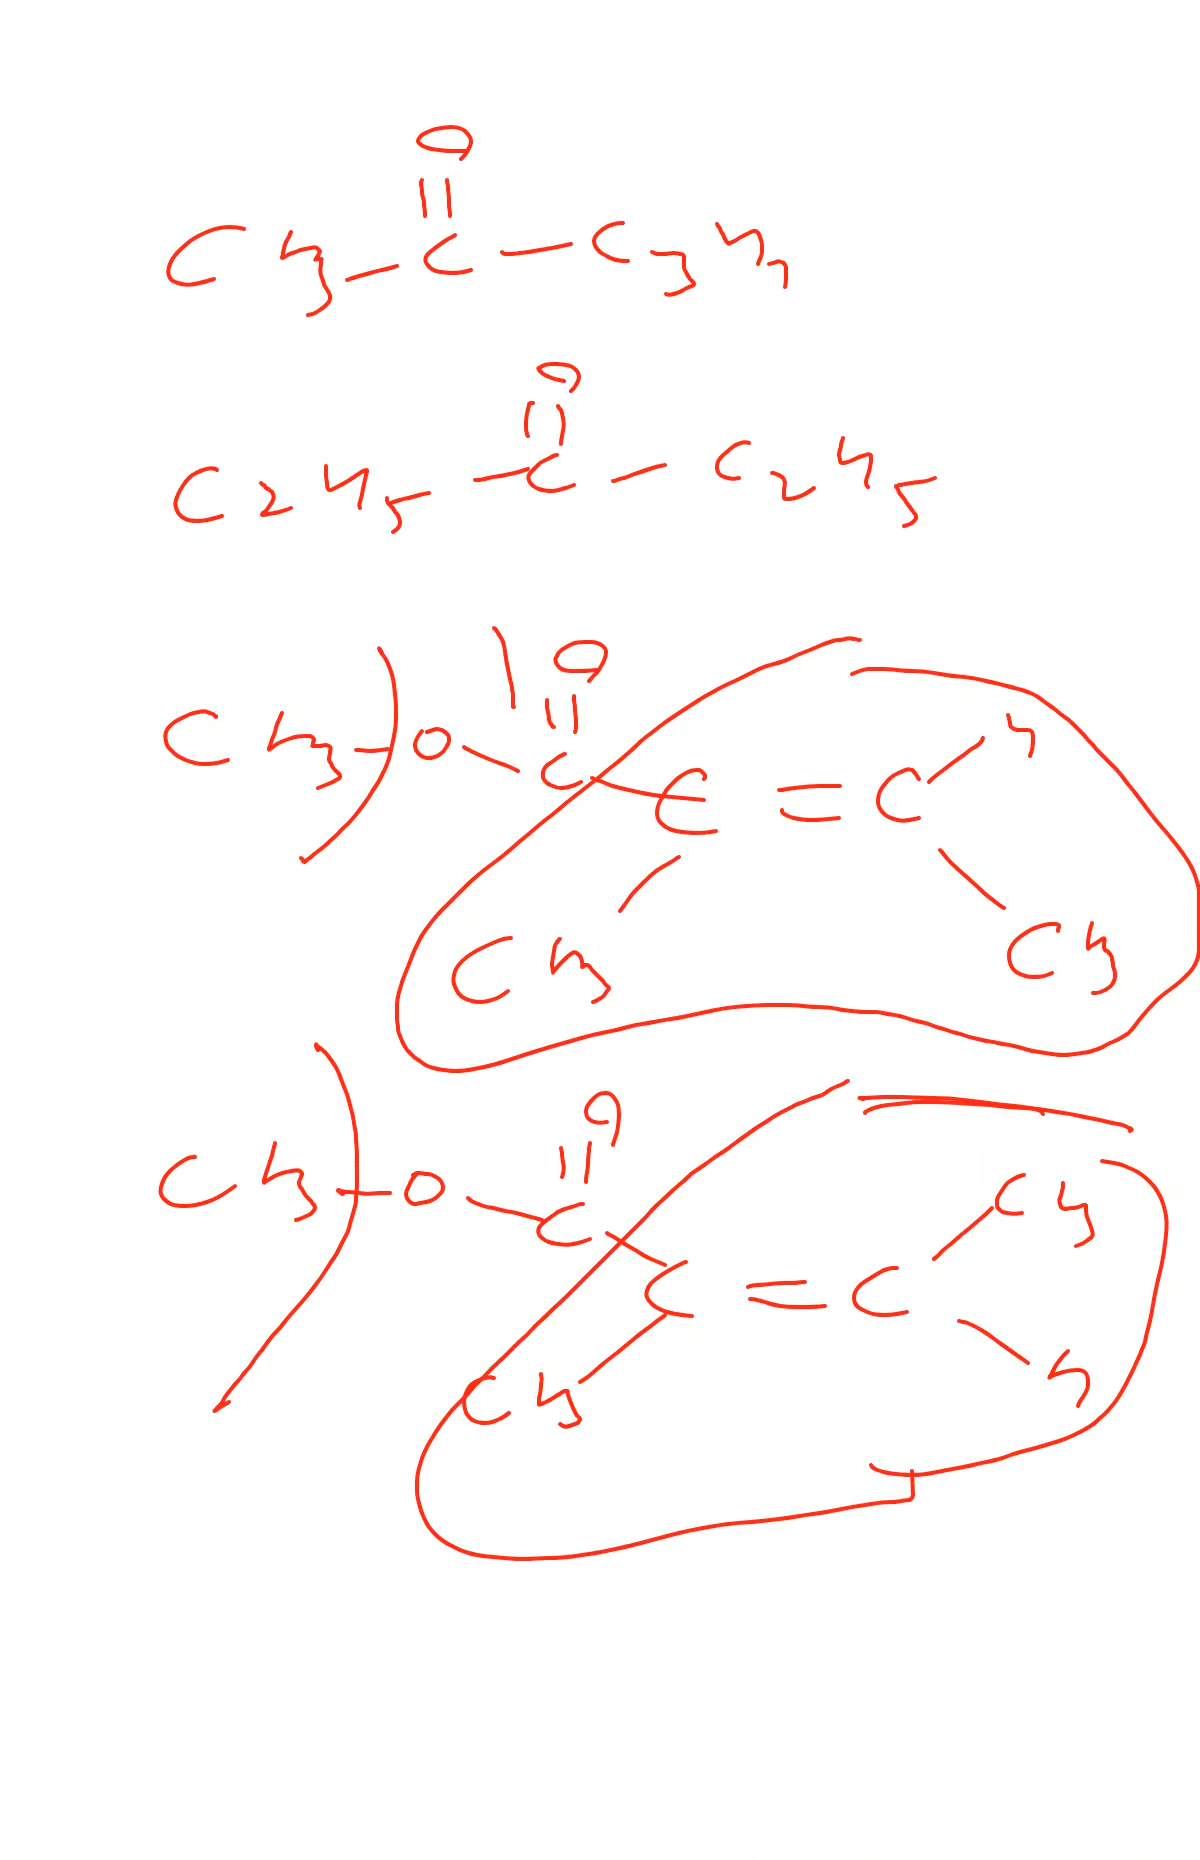 O
||
CH3 — C — C3H7
O
||
C2H5 — C — C2H5
O
||
CH3 — O — C — C = C
H
CH3
CH3
O
||
CH3 — O — C — C = C
CH3
H
CH3